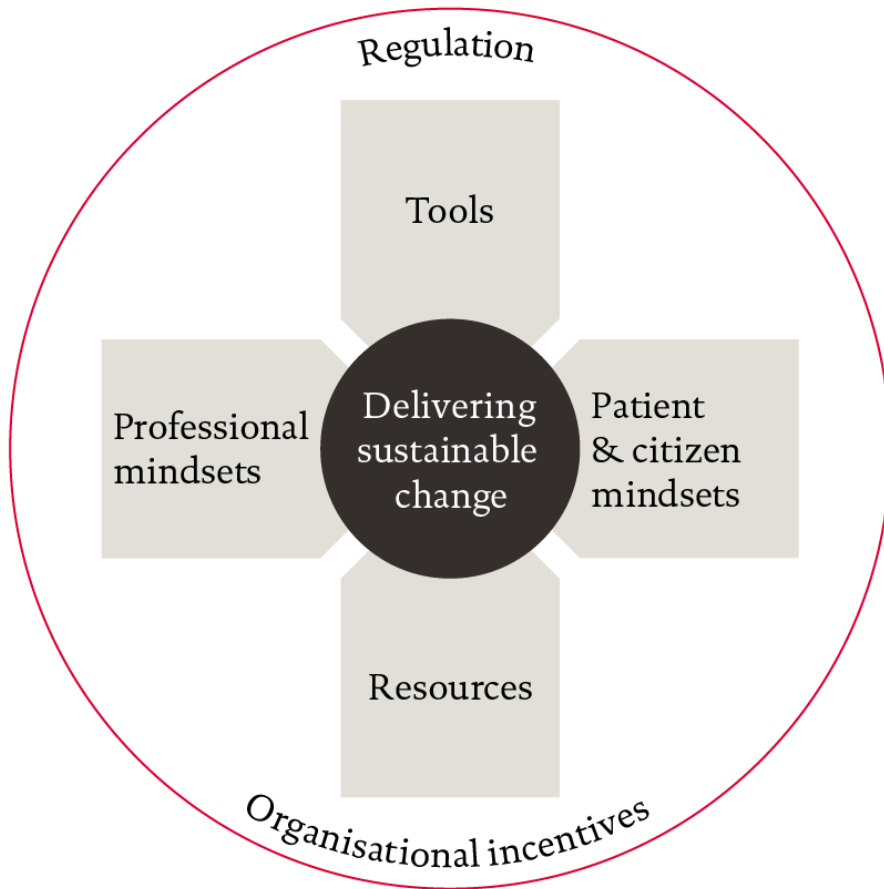 Regulation
Tools
Professional
mindsets
Delivering
sustainable
change
Patient
& citizen
mindsets
Resources
Organisational incentives